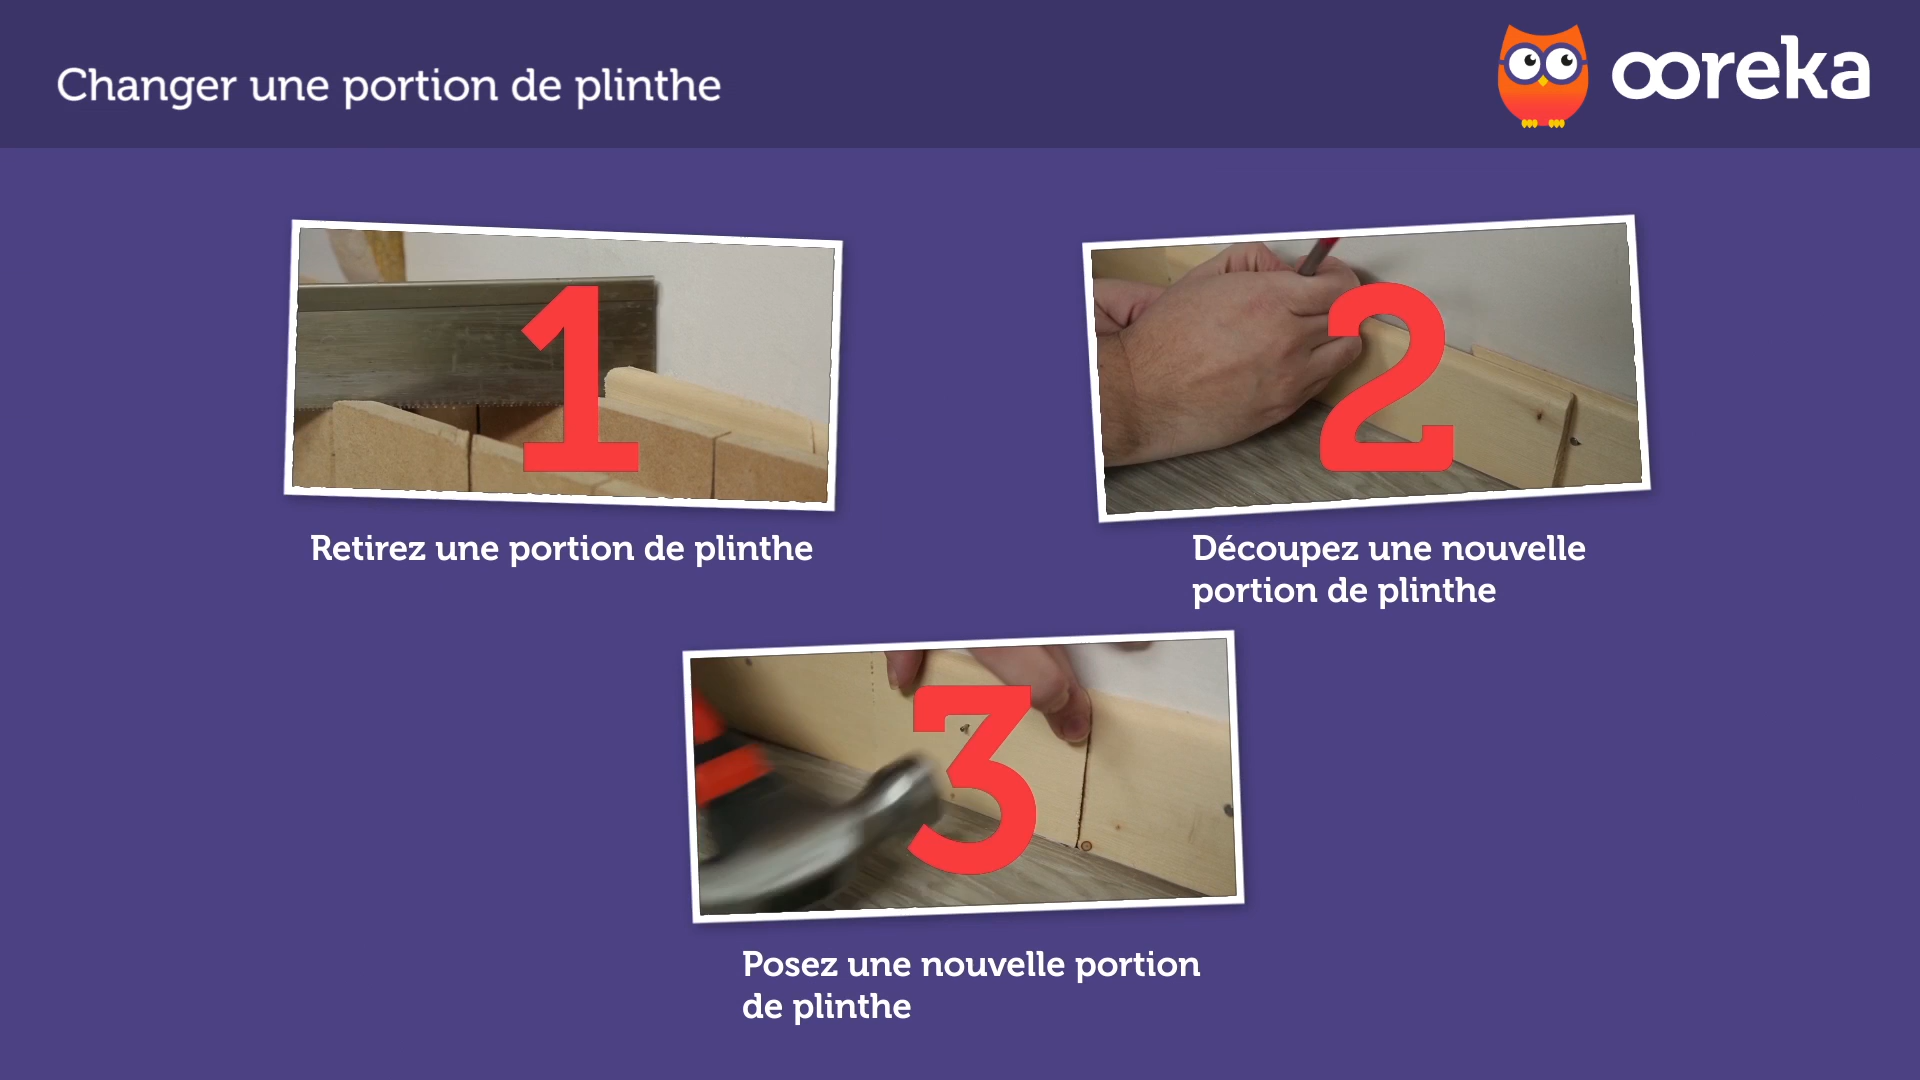 Changer une portion de plinthe
ooreka
1
2
Retirez une portion de plinthe
Découpez une nouvelle
portion de plinthe
3
Posez une nouvelle portion
de plinthe